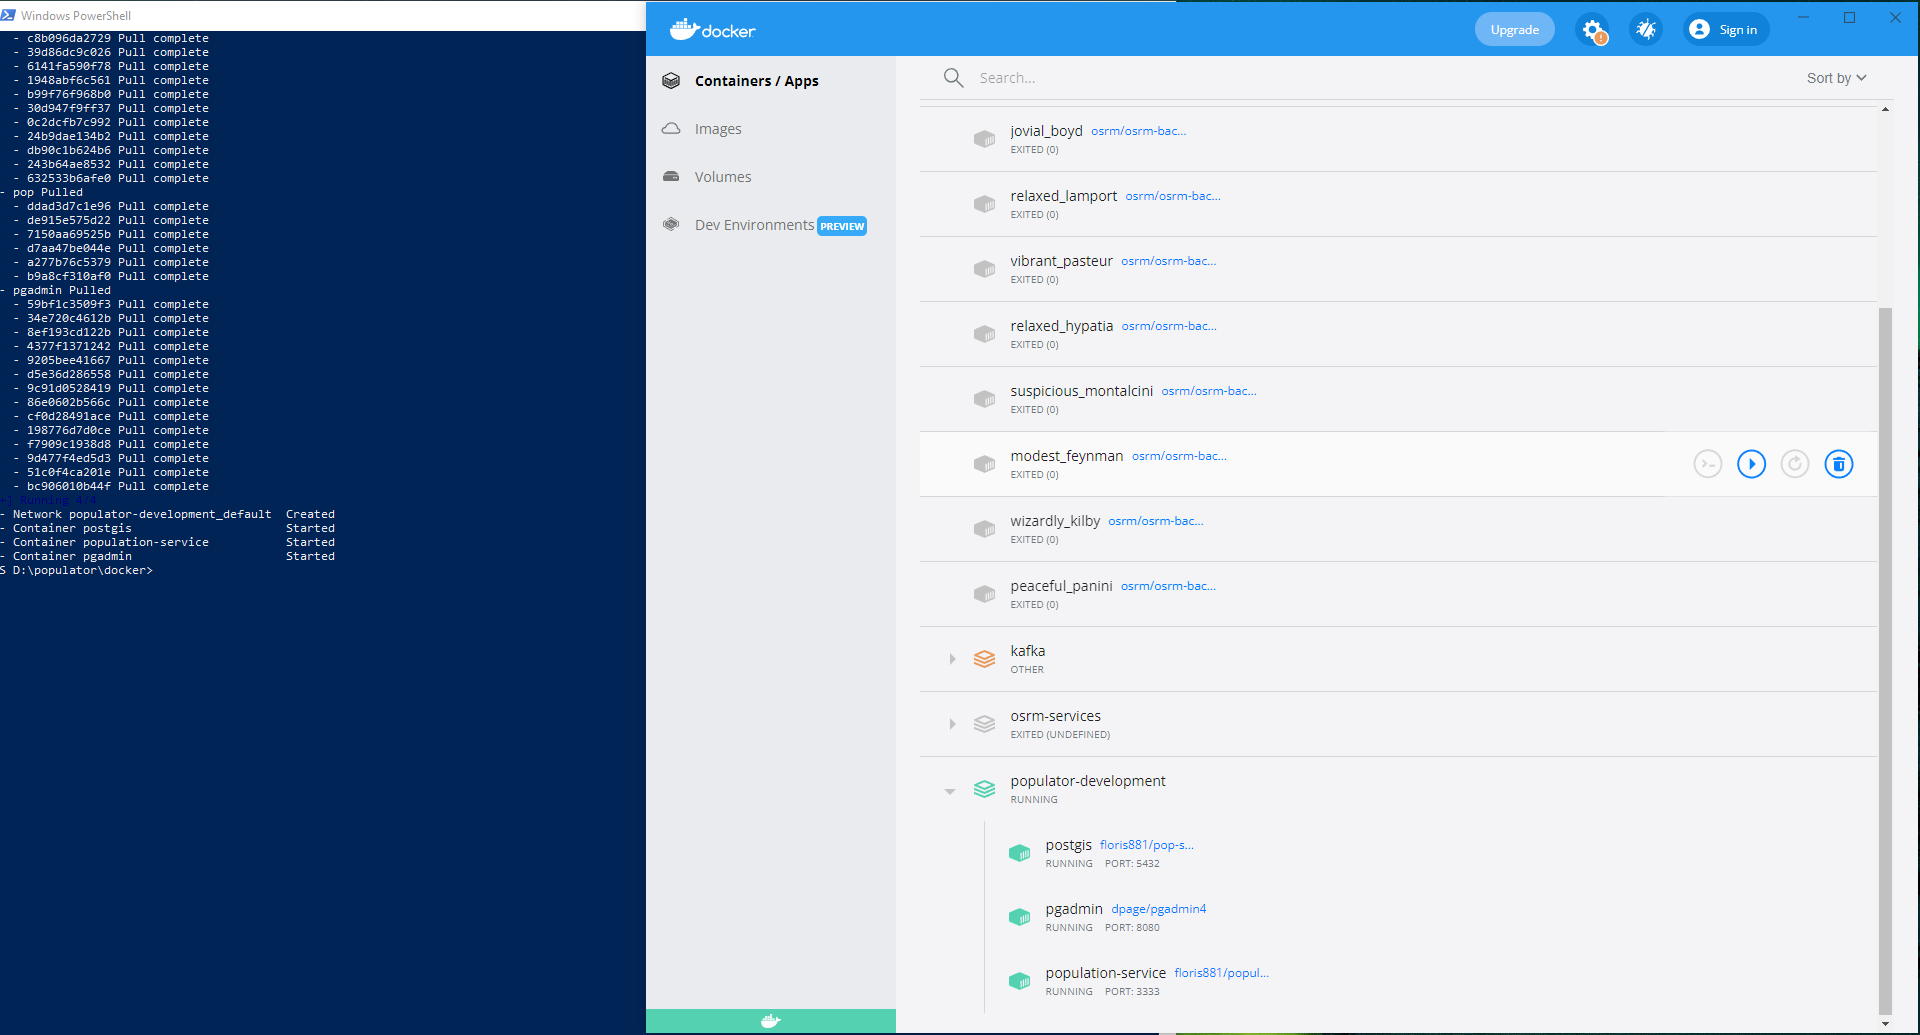 Windows PowerShell
- c8b096da2729 Pull complete
- 39d86dc9c026 Pull complete
- 6141fa590f78 Pull complete
- 1948abf6c561 Pull complete
- b99f76f968b0 Pull complete
- 30d947f9ff37 Pull complete
- 0c2dcfb7c992 Pull complete
- 24b9dae134b2 Pull complete
- db90c1b624b6 Pull complete
- 243b64ae8532 Pull complete
- 632533b6afe0 Pull complete
- pop Pulled
- ddad3d7c1e96 Pull complete
- de915e575d22 Pull complete
- 7150aa69525b Pull complete
- d7aa47be044e Pull complete
- a277b76c5379 Pull complete
- b9a8cf310af0 Pull complete
- pgadmin Pulled
- 59bf1c3509f3 Pull complete
- 34e720c4612b Pull complete
- 8ef193cd122b Pull complete
- 4377f1371242 Pull complete
- 9205bee41667 Pull complete
- d5e36d286558 Pull complete
- 9c91d0528419 Pull complete
- 86e0602b566c Pull complete
- cf0d28491ace Pull complete
- 198776d7d0ce Pull complete
- f7909c1938d8 Pull complete
- 9d477f4ed5d3 Pull complete
- 51c0f4ca201e Pull complete
- bc906010b44f Pull complete
+] Running 4/4
- Network populator-development_default Created
- Container postgis Started
- Container population-service Started
- Container pgadmin Started
S D:\populator\docker>
docker
Upgrade
Sign in
Containers / Apps
Images
Volumes
Dev Environments PREVIEW
Search...
Sort by
jovial_boyd osrm/osrm-bac...
EXITED (0)
relaxed_lamport osrm/osrm-bac...
EXITED (0)
vibrant_pasteur osrm/osrm-bac...
EXITED (0)
relaxed_hypatia osrm/osrm-bac...
EXITED (0)
suspicious_montalcini osrm/osrm-bac...
EXITED (0)
modest_feynman osrm/osrm-bac...
EXITED (0)
wizardly_kilby osrm/osrm-bac...
EXITED (0)
peaceful_panini osrm/osrm-bac...
EXITED (0)
kafka
OTHER
osrm-services
EXITED (UNDEFINED)
populator-development
RUNNING
postgis floris881/pop-s...
RUNNING PORT: 5432
pgadmin dpage/pgadmin4
RUNNING PORT: 8080
population-service floris881/popul...
RUNNING PORT: 3333